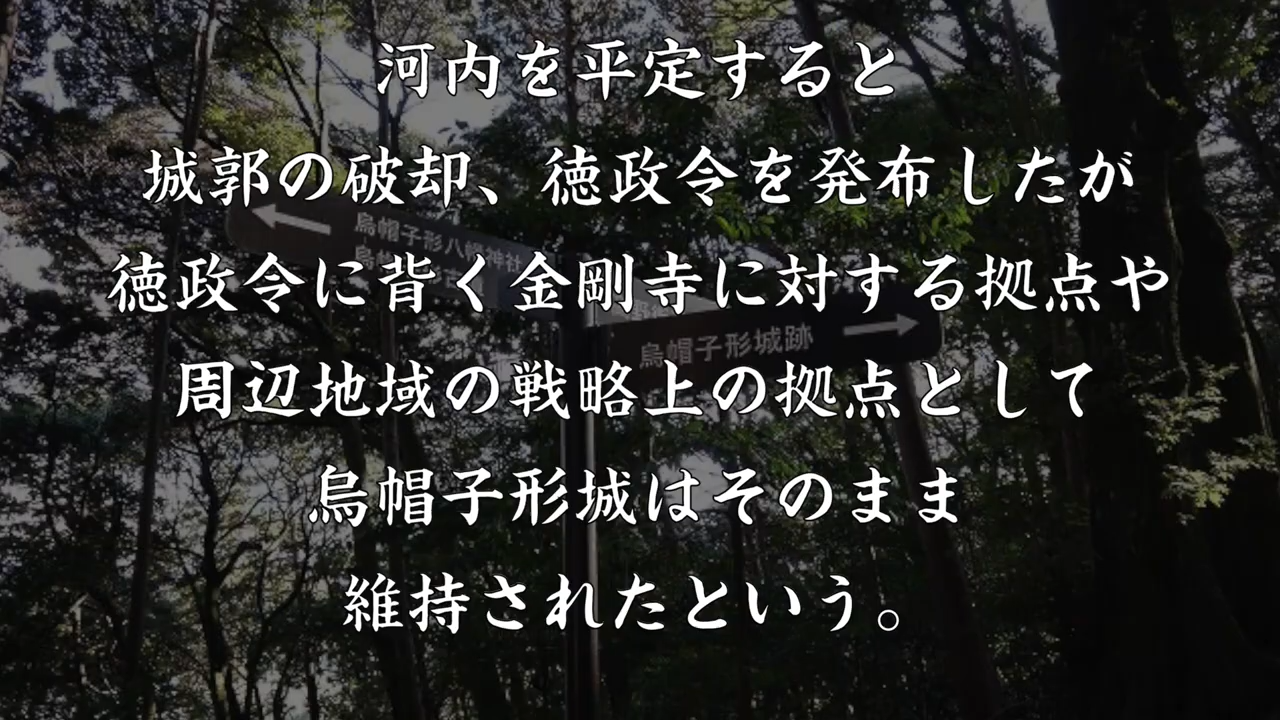 河内を平定すると
城郭の破却、徳政令を発布したが
徳政令に背く金剛寺に対する拠点や
周辺地域の戦略上の拠点として
烏帽子形城はそのまま
維持されたという。
烏帽子形八幡神社
烏帽子形城跡